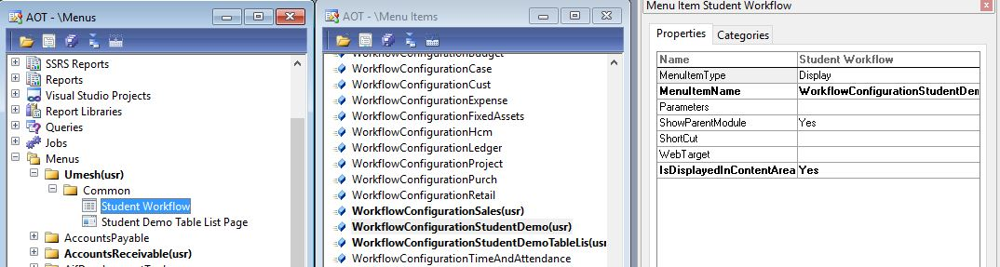 AOT - \Menus
SSRS Reports
Reports
Visual Studio Projects
Report Libraries
Queries
Jobs
Menus
Umesh(usr)
Common
Student Workflow
Student Demo Table List Page
AccountsPayable
AccountsReceivable(usr)
AOT - \Menu Items
WorkflowConfigurationBudget
WorkflowConfigurationCase
WorkflowConfigurationCust
WorkflowConfigurationExpense
WorkflowConfigurationFixedAssets
WorkflowConfigurationHcm
WorkflowConfigurationLedger
WorkflowConfigurationProject
WorkflowConfigurationPurch
WorkflowConfigurationRetail
WorkflowConfigurationSales(usr)
WorkflowConfigurationStudentDemo(usr)
WorkflowConfigurationStudentDemoTableLis(usr
WorkflowConfigurationTimeAndAttendance
Menu Item Student Workflow
Properties Categories
Name Student Workflow
MenuItemType Display
MenuItemName WorkflowConfigurationStudentDem
Parameters
ShowParentModule Yes
ShortCut
WebTarget
IsDisplayedInContentArea Yes